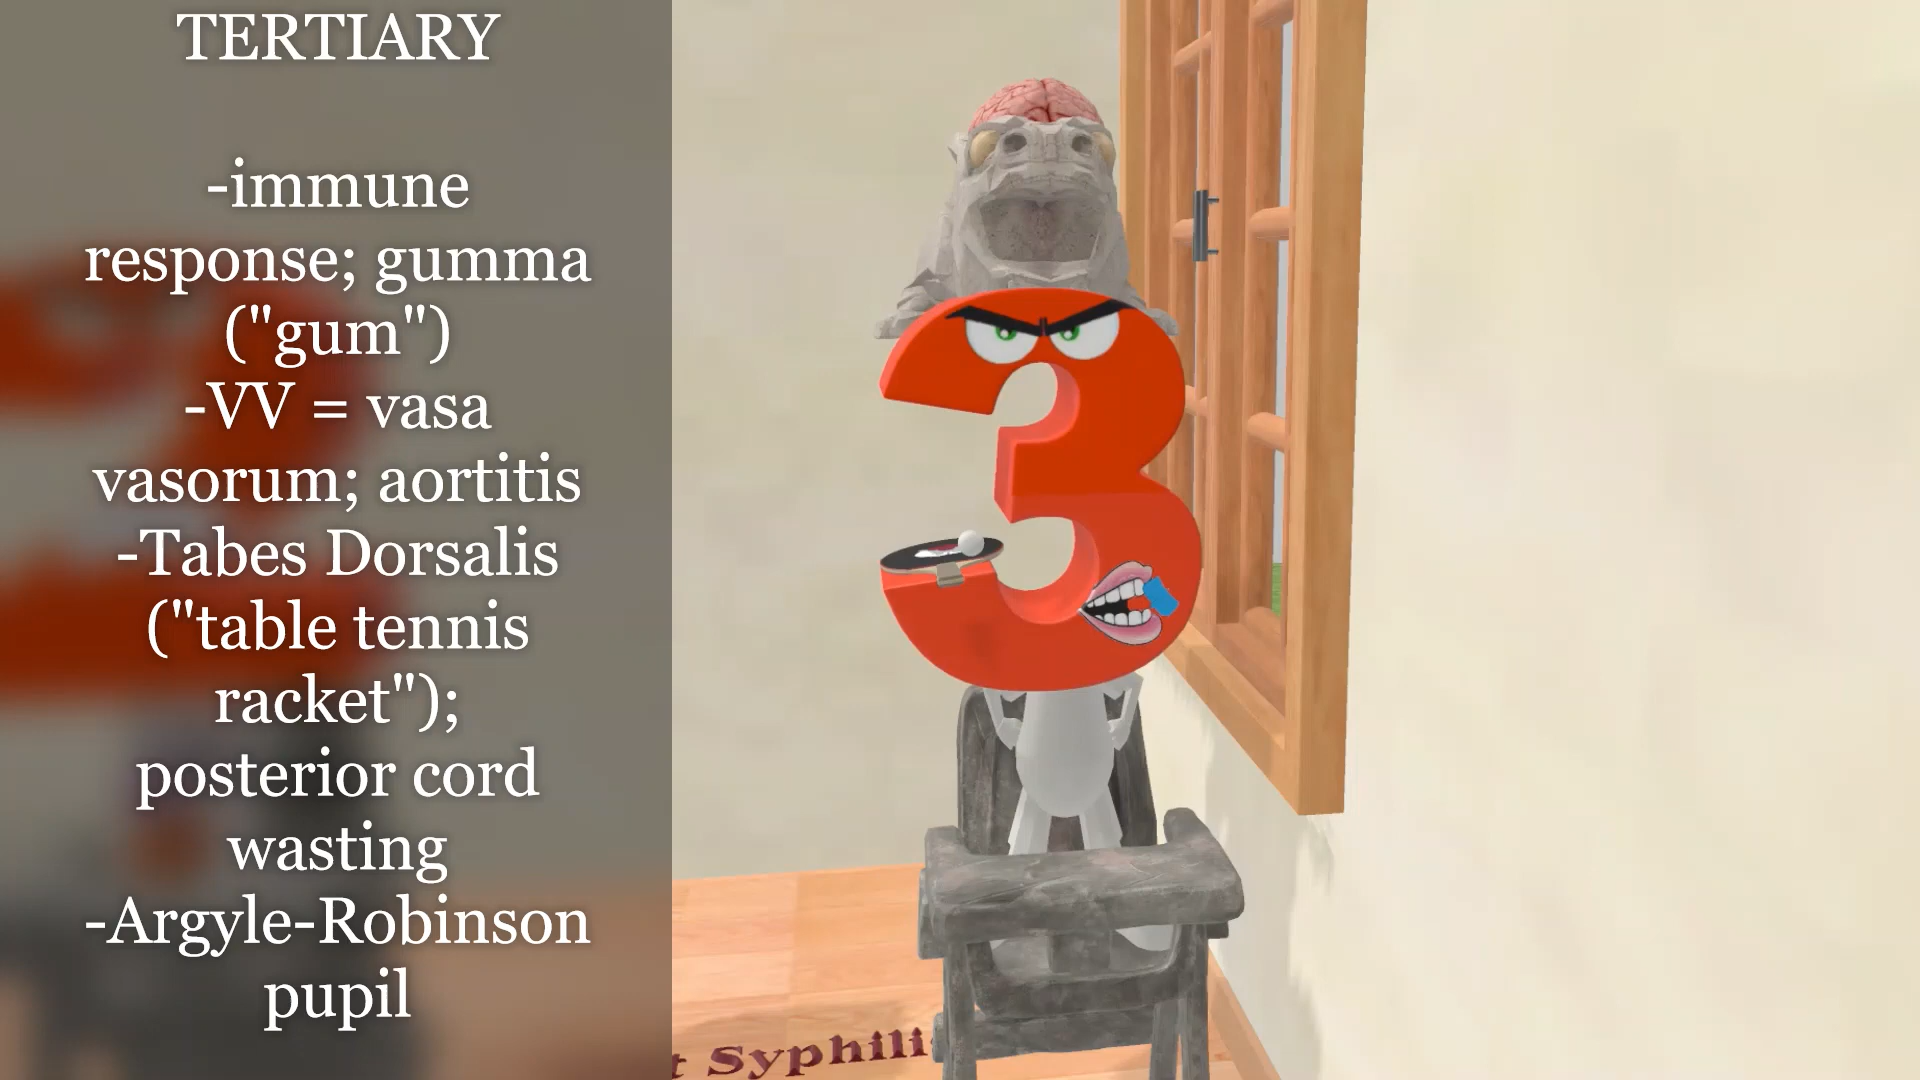 TERTIARY
-immune
response; gumma
("gum")
-VV = vasa
vasorum; aortitis
-Tabes Dorsalis
("table tennis
racket");
posterior cord
wasting
-Argyle-Robinson
pupil
t Syphilis